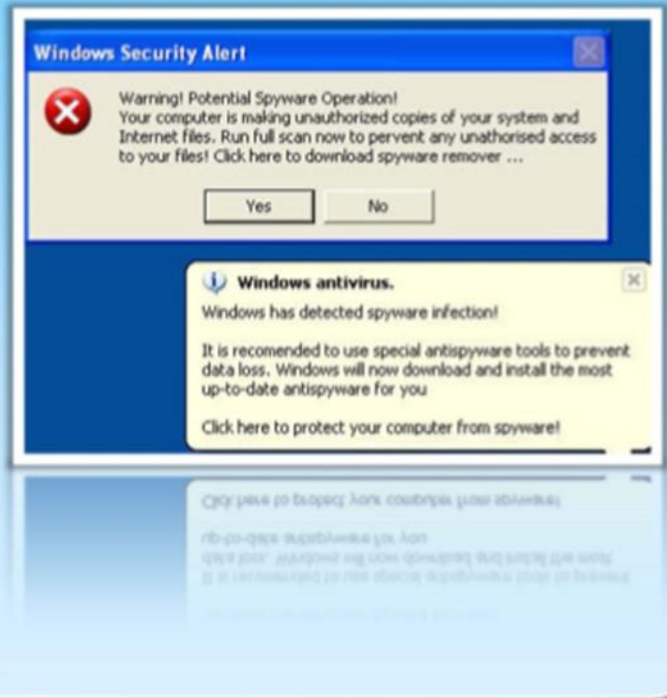 Windows Security Alert
Warning! Potential Spyware Operation!
Your computer is making unauthorized copies of your system and
Internet files. Run full scan now to pervent any unathorised access
to your files! Click here to download spyware remover ...
Yes No
Windows antivirus.
Windows has detected spyware infection!
It is recomended to use special antispyware tools to prevent
data loss. Windows will now download and install the most
up-to-date antispyware for you
Click here to protect your computer from spyware!